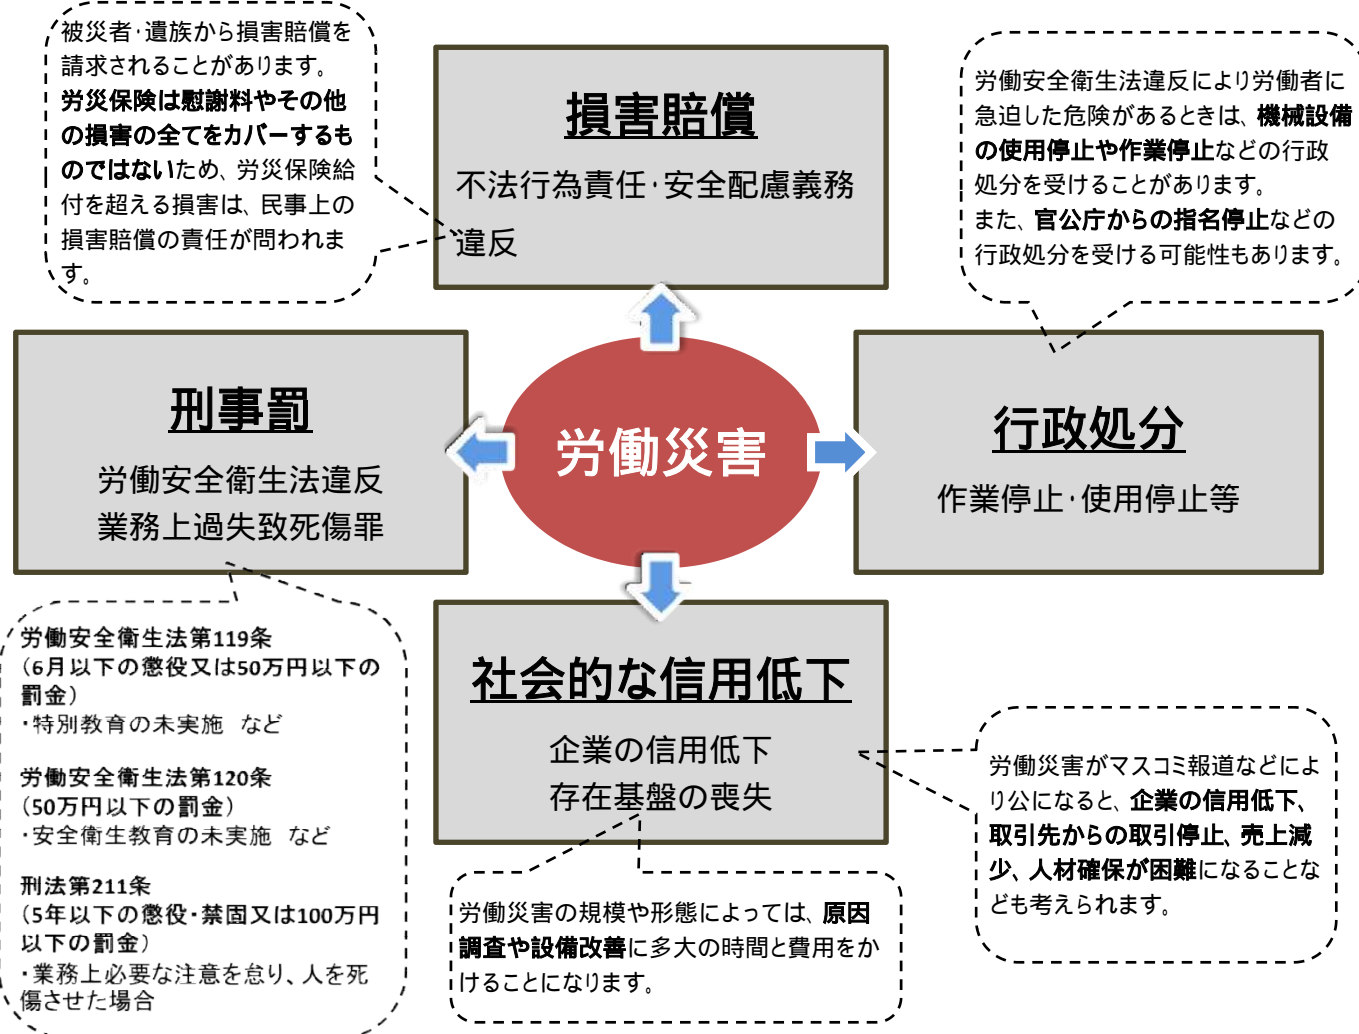 被災者・遺族から損害賠償を
請求されることがあります。
労災保険は慰謝料やその他
の損害の全てをカバーするも
のではないため、労災保険給
付を超える損害は、民事上の
損害賠償の責任が問われま
す。
損害賠償
不法行為責任・安全配慮義務
違反
労働安全衛生法違反により労働者に
急迫した危険があるときは、機械設備
の使用停止や作業停止などの行政
処分を受けることがあります。
また、官公庁からの指名停止などの
行政処分を受ける可能性もあります。
刑事罰
労働安全衛生法違反
業務上過失致死傷罪
労働災害
行政処分
作業停止・使用停止等
労働安全衛生法第119条
（6月以下の懲役又は50万円以下の
罰金）
・特別教育の未実施　など
労働安全衛生法第120条
（50万円以下の罰金）
・安全衛生教育の未実施　など
刑法第211条
（5年以下の懲役・禁固又は100万円
以下の罰金）
・業務上必要な注意を怠り、人を死
傷させた場合
社会的な信用低下
企業の信用低下
存在基盤の喪失
労働災害の規模や形態によっては、原因
調査や設備改善に多大の時間と費用をか
けることになります。
労働災害がマスコミ報道などによ
り公になると、企業の信用低下、
取引先からの取引停止、売上減
少、人材確保が困難になることな
ども考えられます。